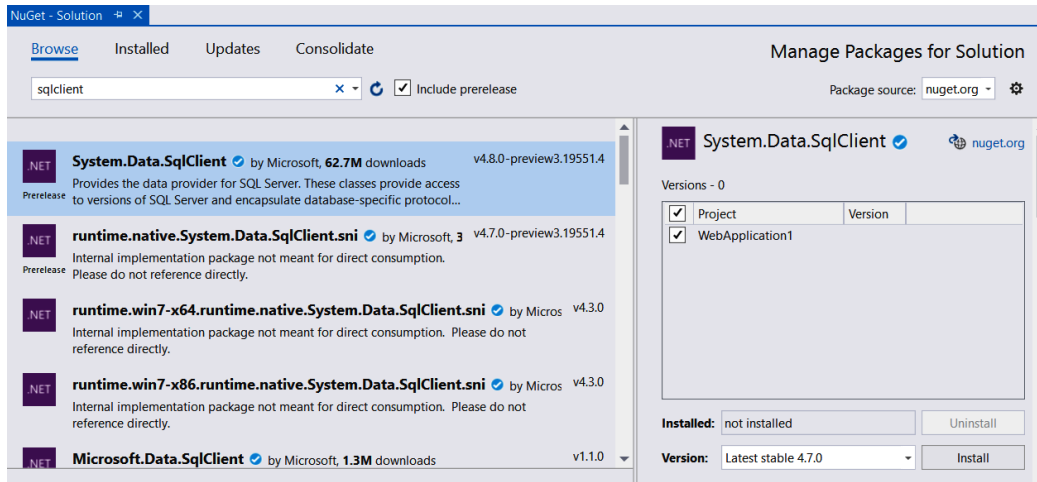 NuGet - Solution
Browse Installed Updates Consolidate
Manage Packages for Solution
sqlclient
Include prerelease
Package source: nuget.org
.NET
Prerelease
System.Data.SqlClient by Microsoft, 62.7M downloads v4.8.0-preview3.19551.4
Provides the data provider for SQL Server. These classes provide access
to versions of SQL Server and encapsulate database-specific protocol...
.NET
Prerelease
runtime.native.System.Data.SqlClient.sni by Microsoft, 3 v4.7.0-preview3.19551.4
Internal implementation package not meant for direct consumption.
Please do not reference directly.
.NET
runtime.win7-x64.runtime.native.System.Data.SqlClient.sni by Micros v4.3.0
Internal implementation package not meant for direct consumption. Please do not
reference directly.
.NET
runtime.win7-x86.runtime.native.System.Data.SqlClient.sni by Micros v4.3.0
Internal implementation package not meant for direct consumption. Please do not
reference directly.
.NET
Microsoft.Data.SqlClient by Microsoft, 1.3M downloads v1.1.0
.NET
System.Data.SqlClient
nuget.org
Versions - 0
Project Version
WebApplication1
Installed: not installed Uninstall
Version: Latest stable 4.7.0 Install